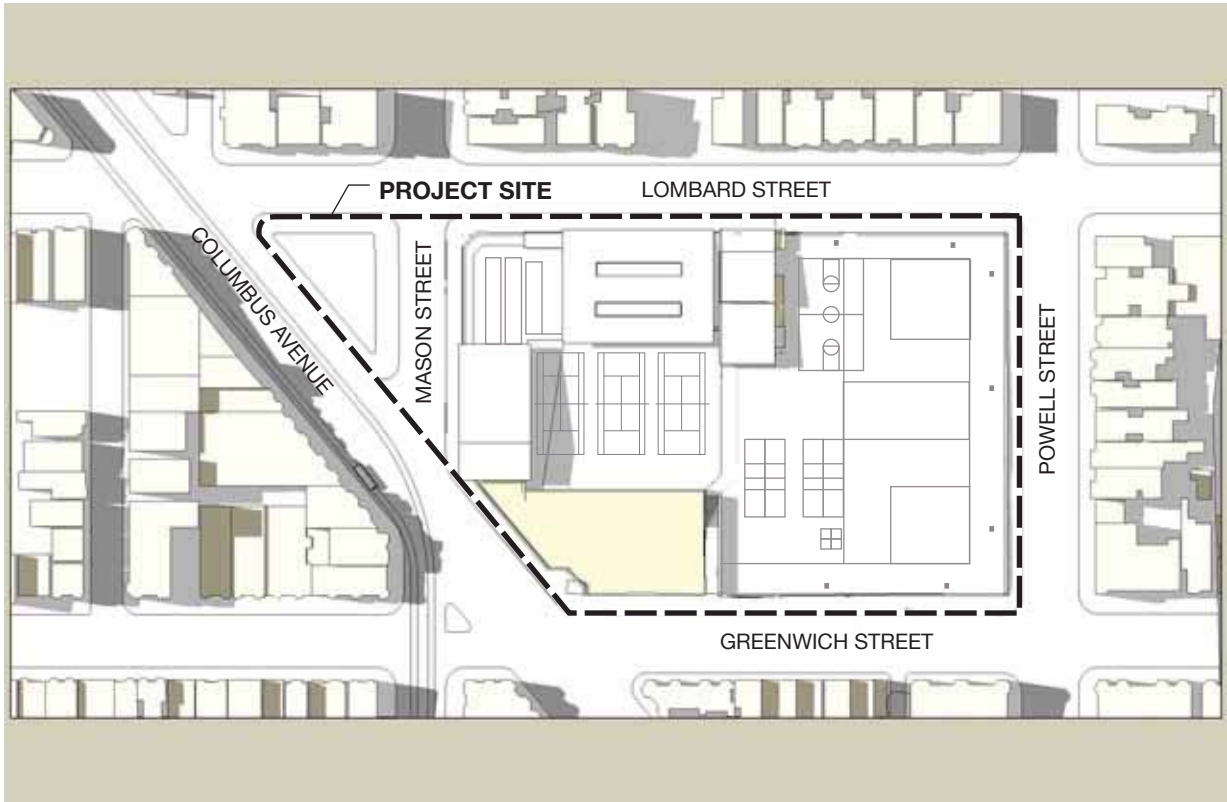 PROJECT SITE
LOMBARD STREET
COLUMBUS AVENUE
MASON STREET
POWELL STREET
GREENWICH STREET